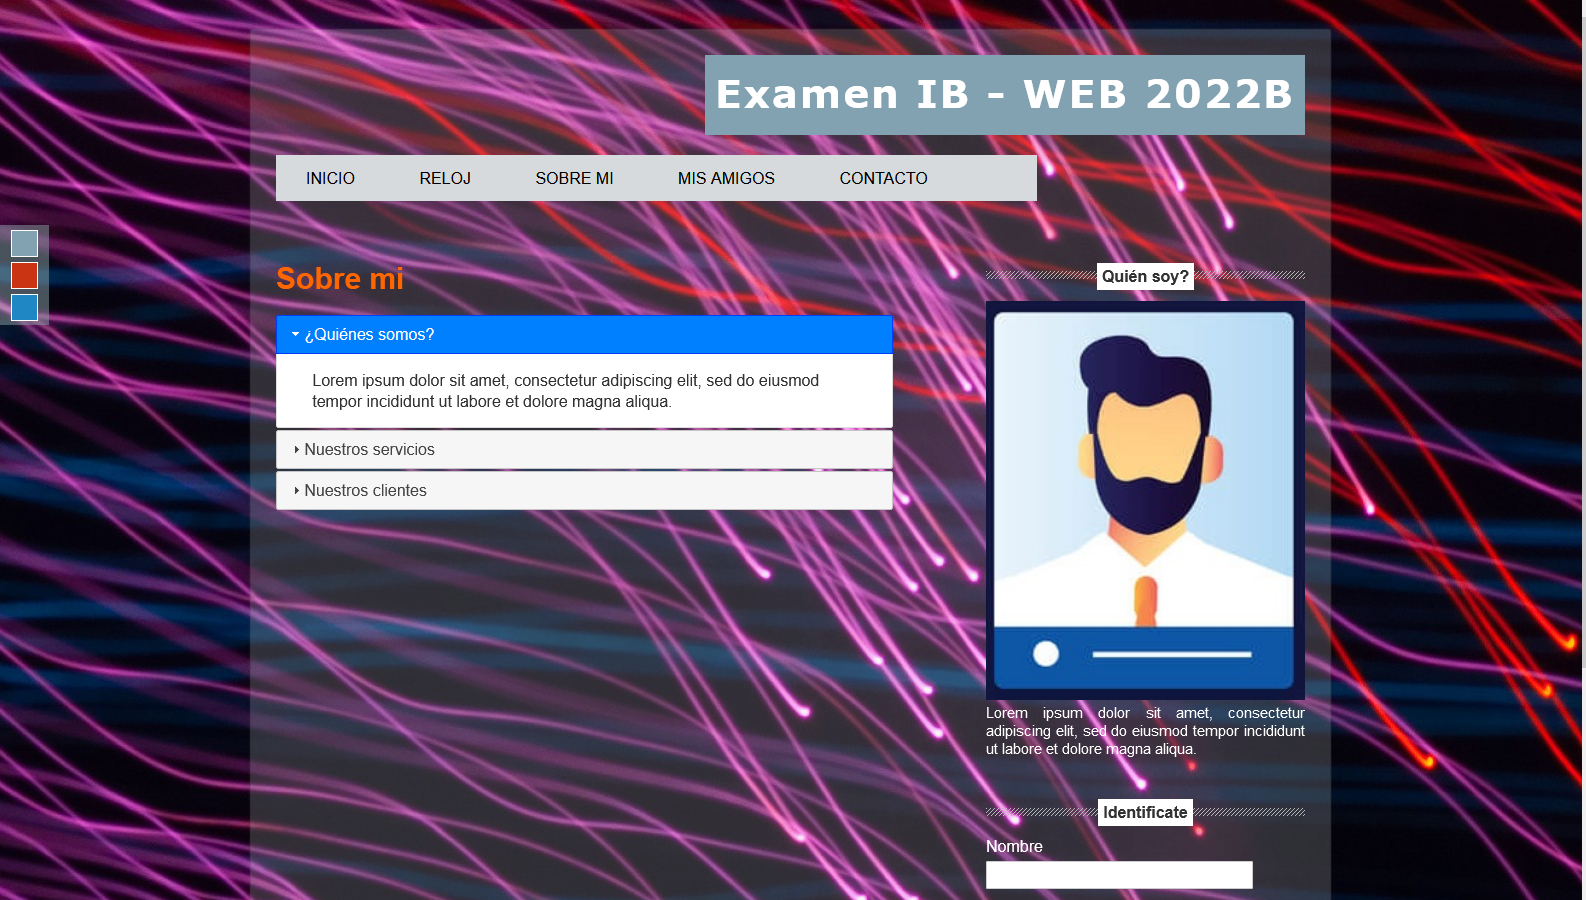 Examen IB - WEB 2022B
INICIO RELOJ SOBRE MI MIS AMIGOS CONTACTO
Sobre mi
¿Quiénes somos?
Lorem ipsum dolor sit amet, consectetur adipiscing elit, sed do eiusmod
tempor incididunt ut labore et dolore magna aliqua.
Nuestros servicios
Nuestros clientes
Quién soy?
Lorem ipsum dolor sit amet, consectetur
adipiscing elit, sed do eiusmod tempor incididunt
ut labore et dolore magna aliqua.
Identificate
Nombre